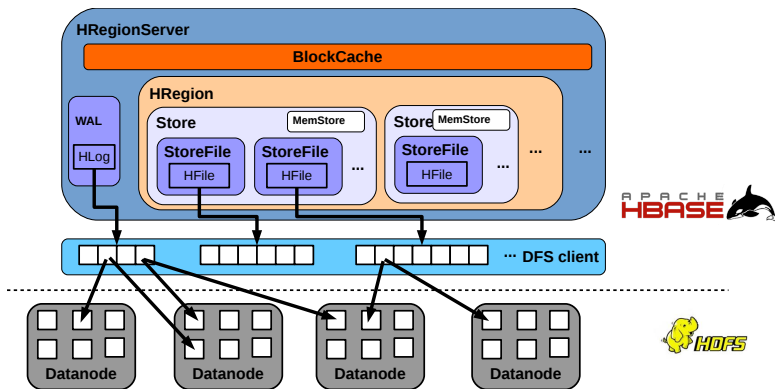 HRegionServer
BlockCache
HRegion
WAL
HLog
Store
MemStore
StoreFile
HFile
StoreFile
HFile
...
Store
MemStore
StoreFile
HFile
...
...
...
APACHE
HBASE
... DFS client
Datanode
Datanode
Datanode
Datanode
HDFS